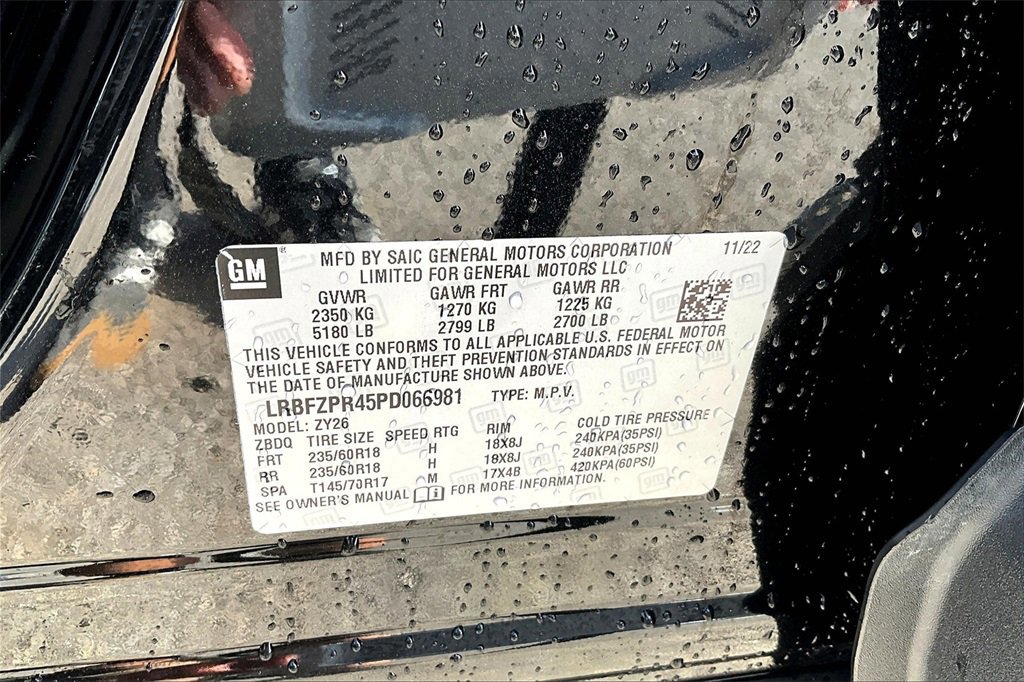 GM MFD BY SAIC GENERAL MOTORS CORPORATION 11/22
LIMITED FOR GENERAL MOTORS LLC
GVWR GAWR FRT GAWR RR
2350 KG 1270 KG 1225 KG
5180 LB 2799 LB 2700 LB
THIS VEHICLE CONFORMS TO ALL APPLICABLE U.S. FEDERAL MOTOR
VEHICLE SAFETY AND THEFT PREVENTION STANDARDS IN EFFECT ON
THE DATE OF MANUFACTURE SHOWN ABOVE.
LRBFZPR45PD066981 TYPE: M.P.V.
MODEL: ZY26
ZBDQ TIRE SIZE SPEED RTG RIM COLD TIRE PRESSURE
FRT 235/60R18 H 18X8J 240KPA(35PSI)
RR 235/60R18 H 18X8J 240KPA(35PSI)
SPA T145/70R17 M 17X4B 420KPA(60PSI)
SEE OWNER'S MANUAL FOR MORE INFORMATION.